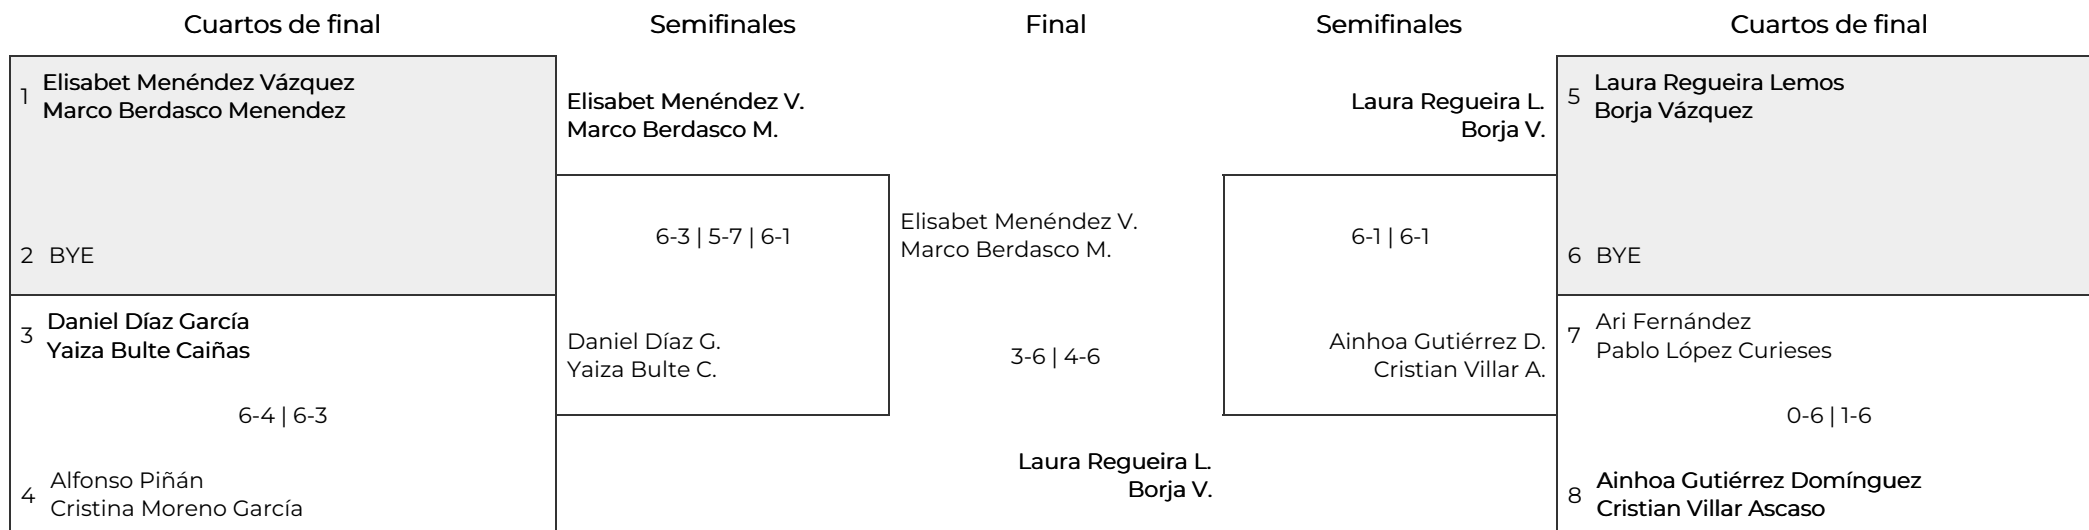 Cuartos de final
Semifinales
Final
Semifinales
Cuartos de final
1
Elisabet Menéndez Vázquez
Marco Berdasco Menendez
2 BYE
3
Daniel Díaz García
Yaiza Bulte Caiñas
6-4 | 6-3
4
Alfonso Piñán
Cristina Moreno García
Elisabet Menéndez V.
Marco Berdasco M.
6-3 | 5-7 | 6-1
Daniel Díaz G.
Yaiza Bulte C.
Elisabet Menéndez V.
Marco Berdasco M.
3-6 | 4-6
Laura Regueira L.
Borja V.
Laura Regueira L.
Borja V.
6-1 | 6-1
Ainhoa Gutiérrez D.
Cristian Villar A.
5
Laura Regueira Lemos
Borja Vázquez
6 BYE
7
Ari Fernández
Pablo López Curieses
0-6 | 1-6
8
Ainhoa Gutiérrez Domínguez
Cristian Villar Ascaso